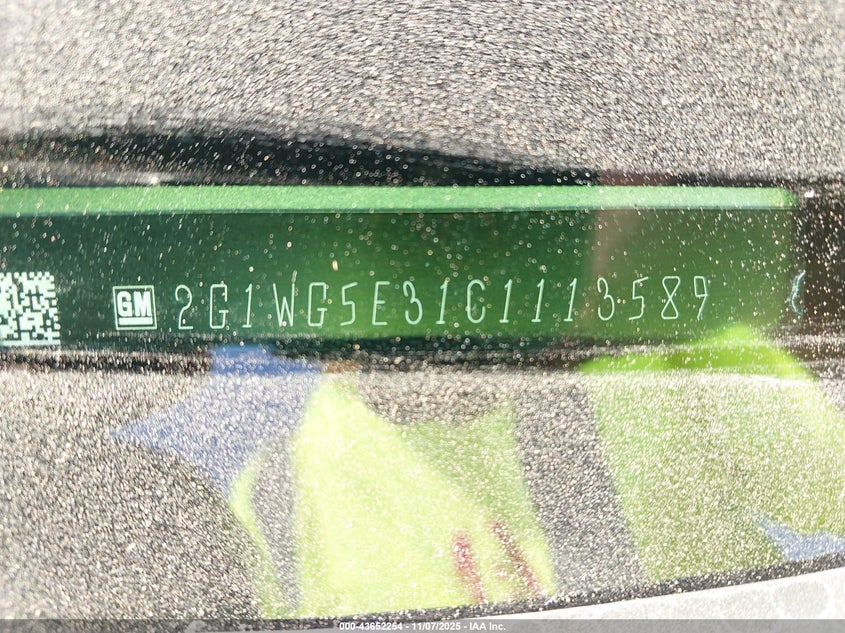 GM 2G1WG5E31C1113589
000-43652254 - 11/07/2025 - IAA Inc.